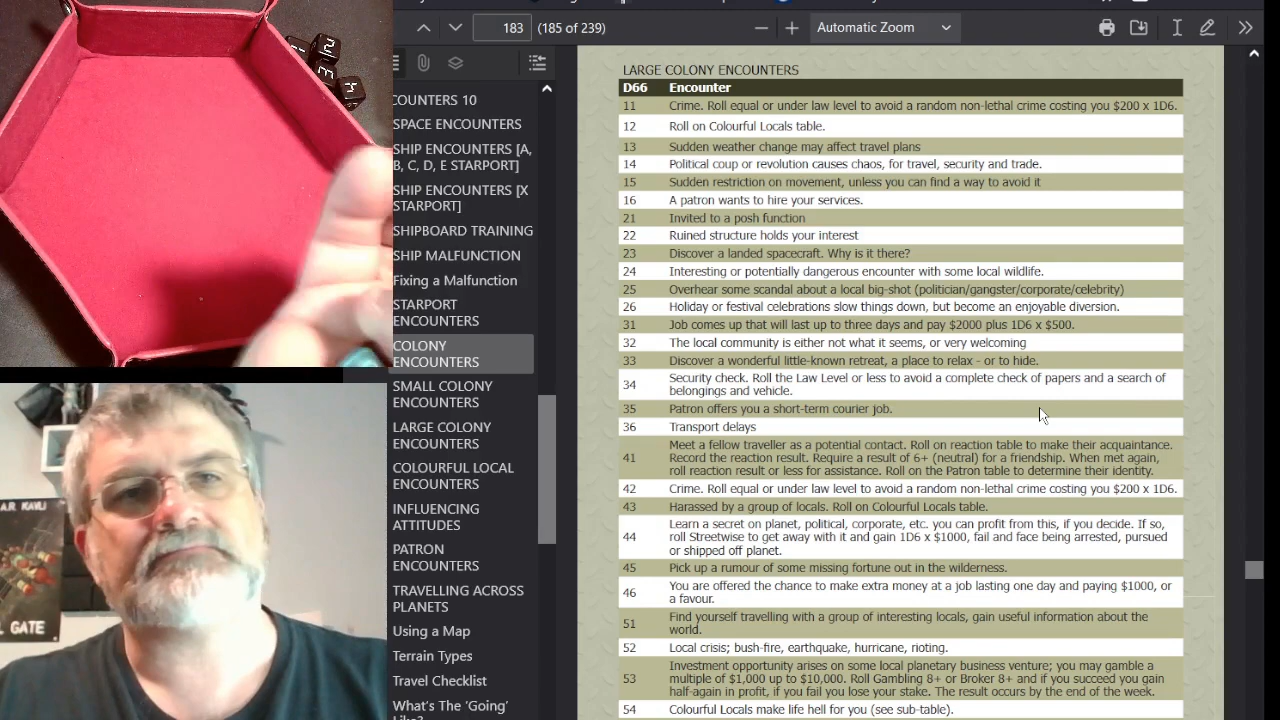 183 (185 of 239)
Automatic Zoom
COUNTERS 10
SPACE ENCOUNTERS
SHIP ENCOUNTERS [A,
B, C, D, E STARPORT]
SHIP ENCOUNTERS [X
STARPORT]
SHIPBOARD TRAINING
SHIP MALFUNCTION
Fixing a Malfunction
STARPORT
ENCOUNTERS
COLONY
ENCOUNTERS
SMALL COLONY
ENCOUNTERS
LARGE COLONY
ENCOUNTERS
COLOURFUL LOCAL
ENCOUNTERS
INFLUENCING
ATTITUDES
PATRON
ENCOUNTERS
TRAVELLING ACROSS
PLANETS
Using a Map
Terrain Types
Travel Checklist
What's The 'Going'
LARGE COLONY ENCOUNTERS
D66 Encounter
11 Crime. Roll equal or under law level to avoid a random non-lethal crime costing you $200 x 1D6.
12 Roll on Colourful Locals table.
13 Sudden weather change may affect travel plans
14 Political coup or revolution causes chaos, for travel, security and trade.
15 Sudden restriction on movement, unless you can find a way to avoid it
16 A patron wants to hire your services.
21 Invited to a posh function
22 Ruined structure holds your interest
23 Discover a landed spacecraft. Why is it there?
24 Interesting or potentially dangerous encounter with some local wildlife.
25 Overhear some scandal about a local big-shot (politician/gangster/corporate/celebrity)
26 Holiday or festival celebrations slow things down, but become an enjoyable diversion.
31 Job comes up that will last up to three days and pay $2000 plus 1D6 x $500.
32 The local community is either not what it seems, or very welcoming
33 Discover a wonderful little-known retreat, a place to relax - or to hide.
34 Security check. Roll the Law Level or less to avoid a complete check of papers and a search of
belongings and vehicle.
35 Patron offers you a short-term courier job.
36 Transport delays
41 Meet a fellow traveller as a potential contact. Roll on reaction table to make their acquaintance.
Record the reaction result. Require a result of 6+ (neutral) for a friendship. When met again,
roll reaction result or less for assistance. Roll on the Patron table to determine their identity.
42 Crime. Roll equal or under law level to avoid a random non-lethal crime costing you $200 x 1D6.
43 Harassed by a group of locals. Roll on Colourful Locals table.
44 Learn a secret on planet, political, corporate, etc. you can profit from this, if you decide. If so,
roll Streetwise to get away with it and gain 1D6 x $1000, fail and face being arrested, pursued
or shipped off planet.
45 Pick up a rumour of some missing fortune out in the wilderness.
46 You are offered the chance to make extra money at a job lasting one day and paying $1000, or
a favour.
51 Find yourself travelling with a group of interesting locals, gain useful information about the
world.
52 Local crisis; bush-fire, earthquake, hurricane, rioting.
53 Investment opportunity arises on some local planetary business venture; you may gamble a
multiple of $1,000 up to $10,000. Roll Gambling 8+ or Broker 8+ and if you succeed you gain
half-again in profit, if you fail you lose your stake. The result occurs by the end of the week.
54 Colourful Locals make life hell for you (see sub-table).
A.R. KAVLI
L GATE